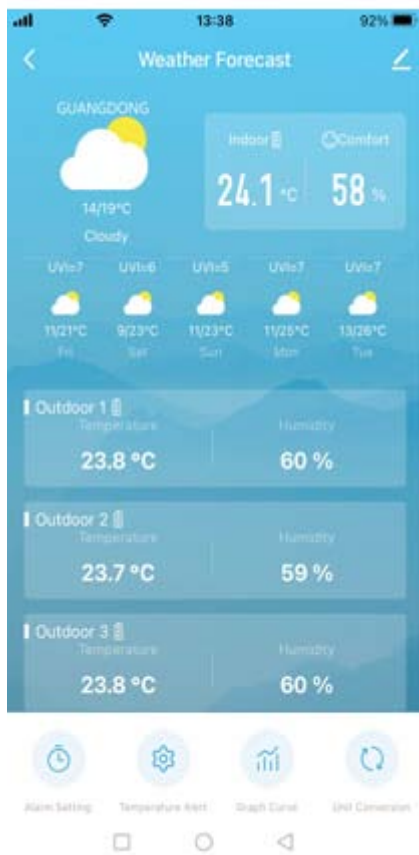 13:38 92%
Weather Forecast
GUANGDONG
14/19°C
Cloudy
Indoor Comfort
24.1 °C 58 %
UVI=7 UVI=6 UVI=5 UVI=7 UVI=7
11/21°C 9/23°C 11/23°C 11/25°C 13/26°C
Fri Sat Sun Mon Tue
Outdoor 1
Temperature Humidity
23.8 °C 60 %
Outdoor 2
Temperature Humidity
23.7 °C 59 %
Outdoor 3
Temperature Humidity
23.8 °C 60 %
Alarm Setting Temperature Alert Graph Curve Unit Conversion